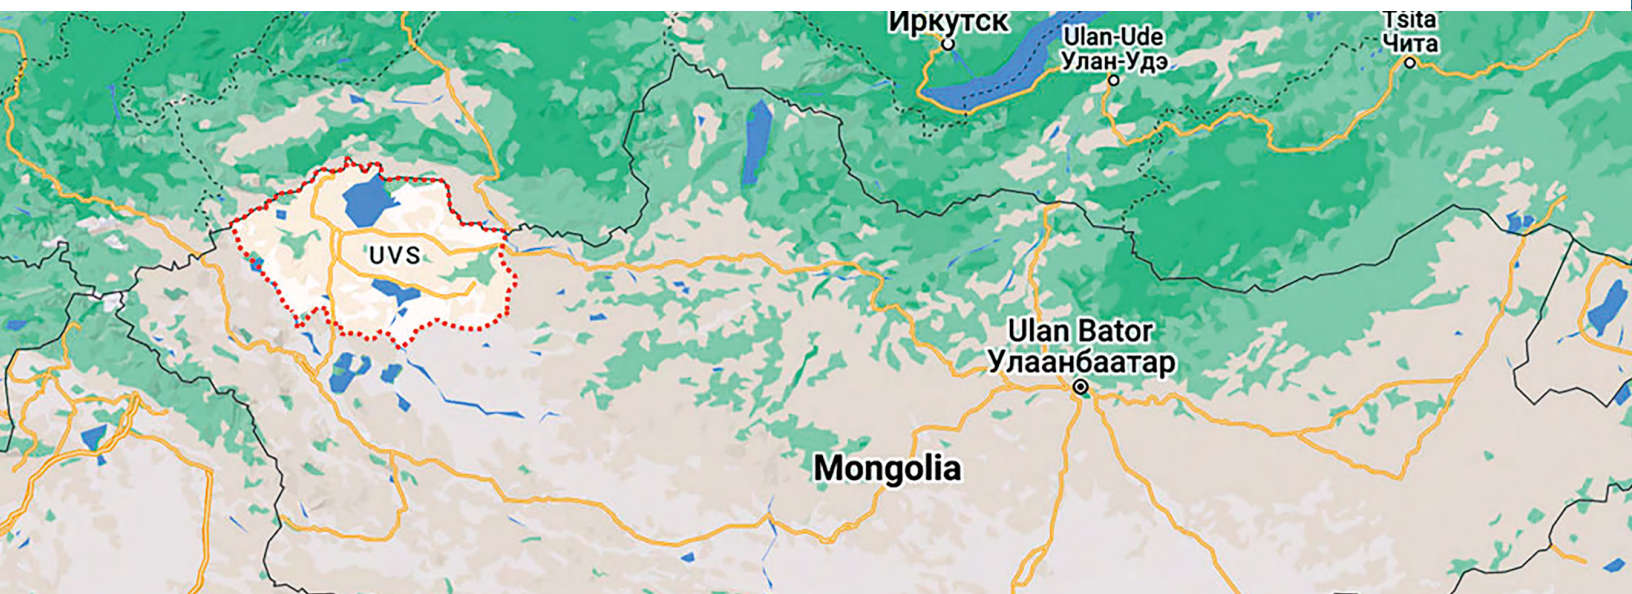 Иркутск
Ulan-Ude
Улан-Удэ
Tsita
Чита
UVS
Ulan Bator
Улаанбаатар
Mongolia